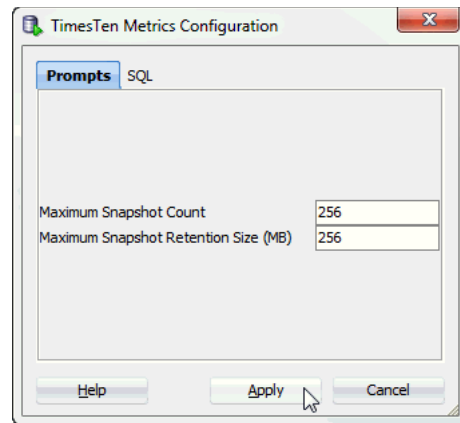 TimesTen Metrics Configuration
Prompts SQL
Maximum Snapshot Count 256
Maximum Snapshot Retention Size (MB) 256
Help Apply Cancel